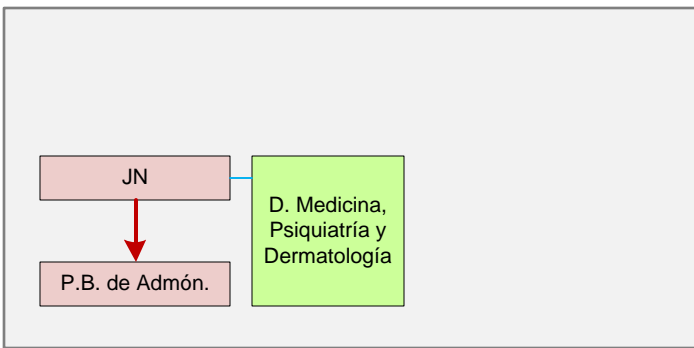 JN
D. Medicina,
Psiquiatría y
Dermatología
P.B. de Admón.